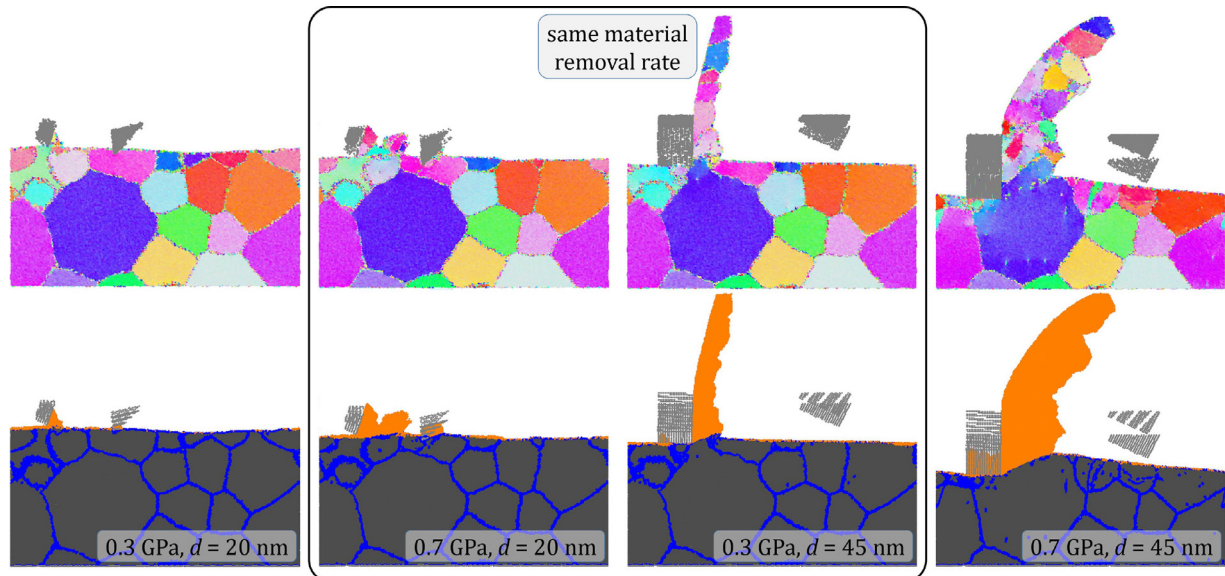 same material
removal rate
0.3 GPa, d = 20 nm
0.7 GPa, d = 20 nm
0.3 GPa, d = 45 nm
0.7 GPa, d = 45 nm